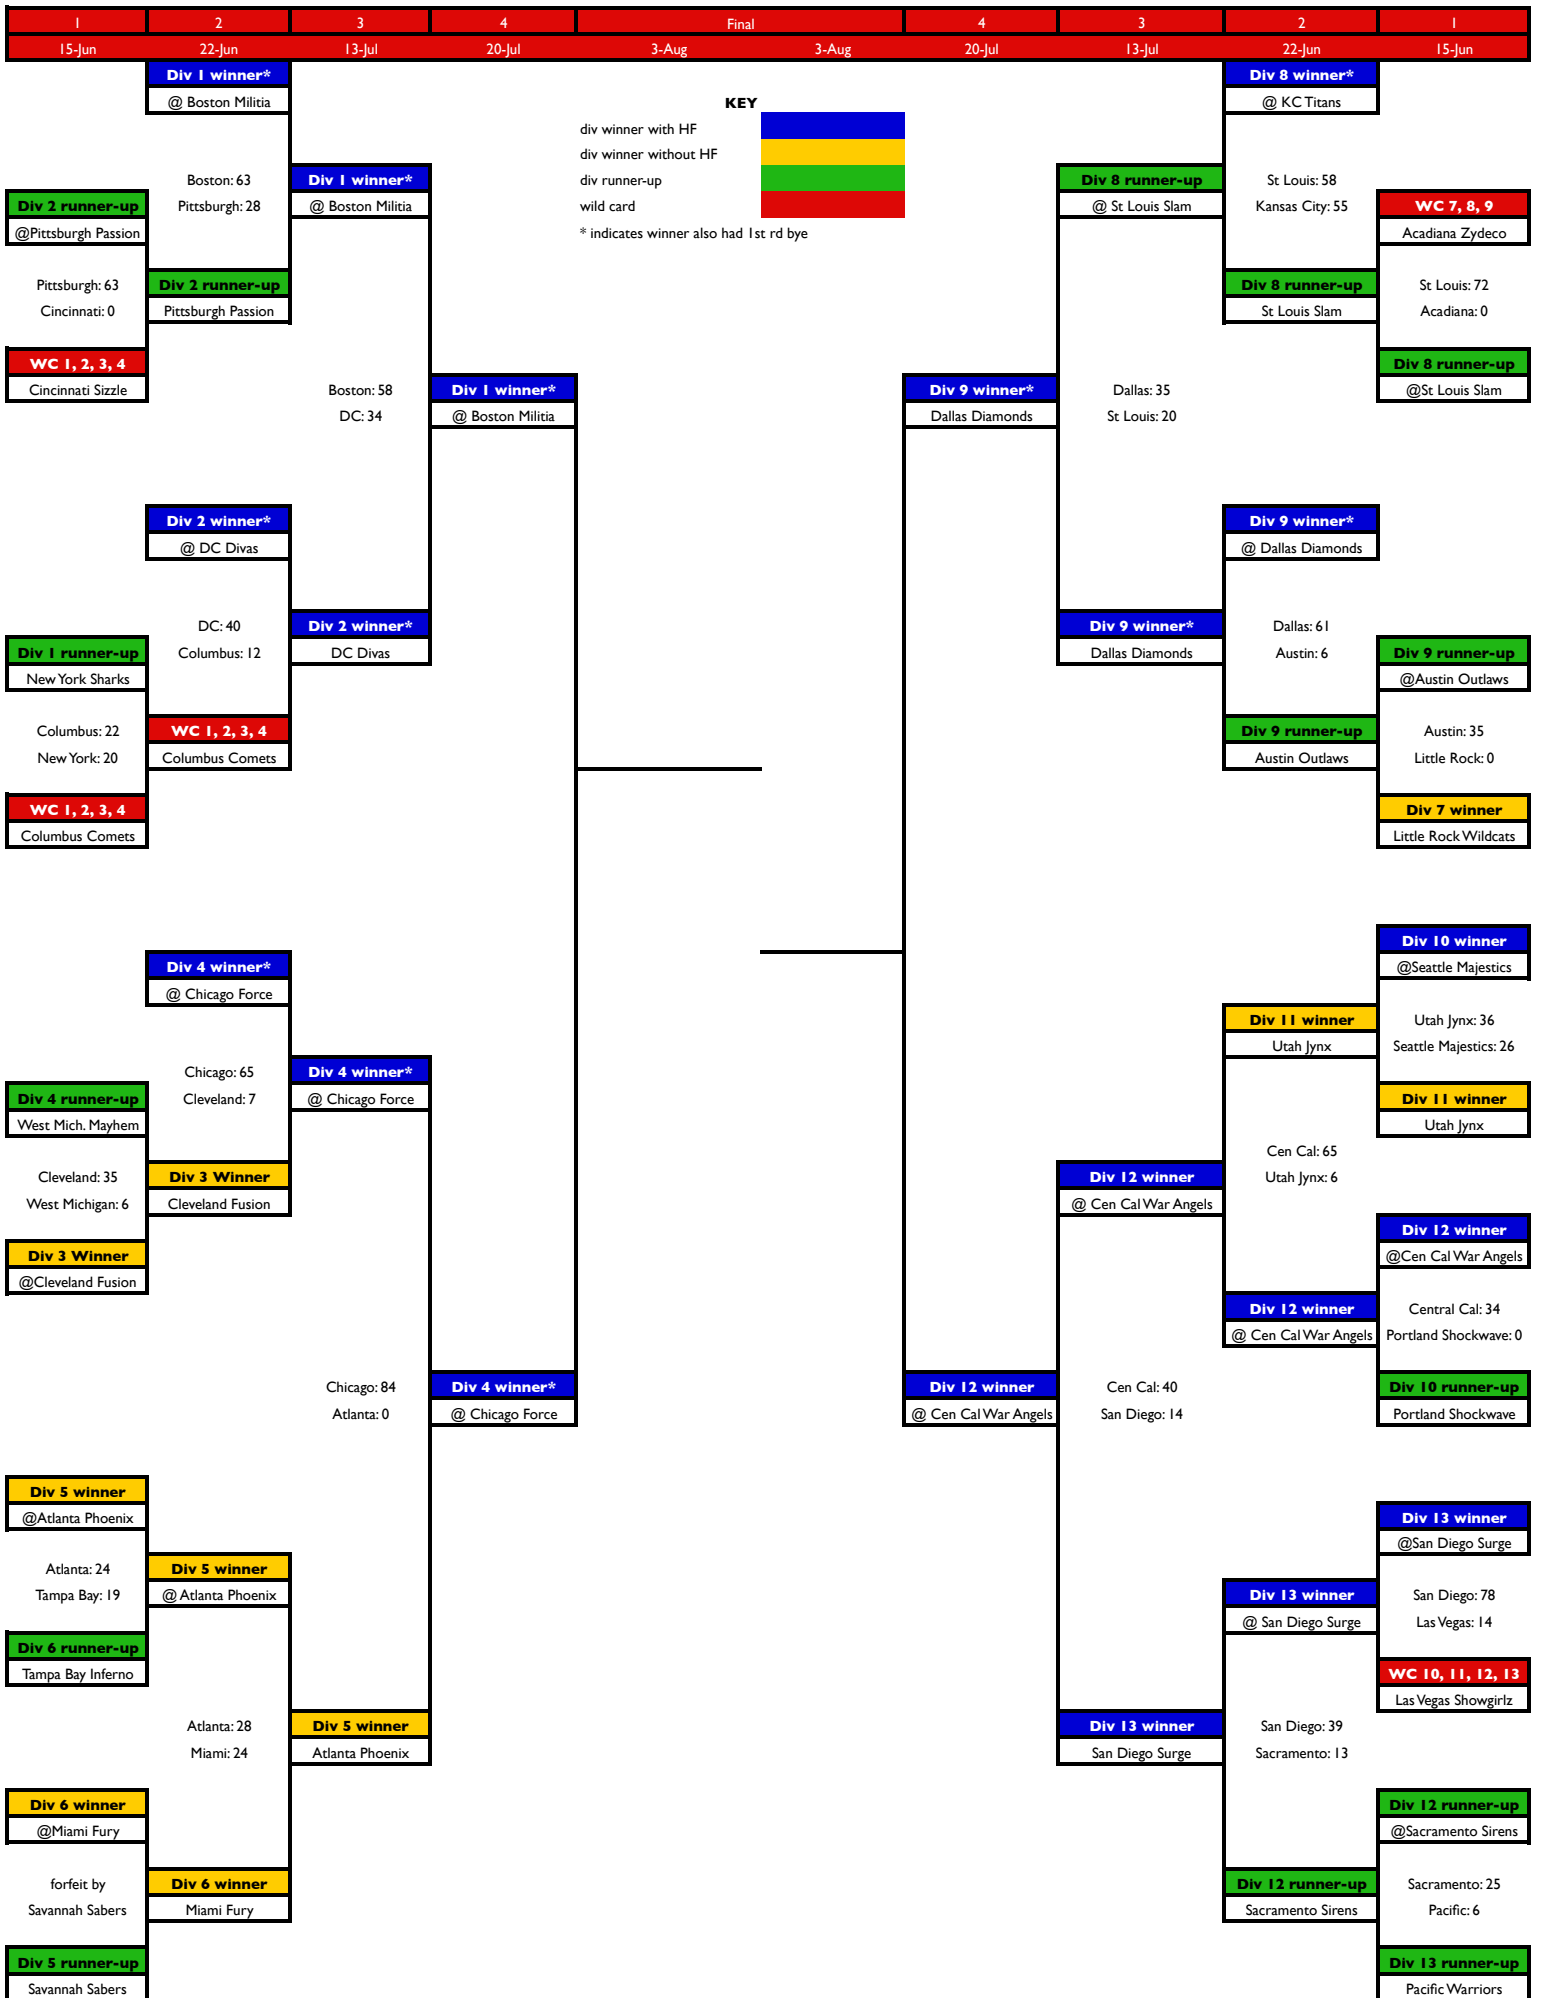 1 2 3 4 Final 4 3 2 1
15-Jun 22-Jun 13-Jul 20-Jul 3-Aug 3-Aug 20-Jul 13-Jul 22-Jun 15-Jun
Div 1 winner*
@ Boston Militia
Boston: 63
Pittsburgh: 28
Div 2 runner-up
@Pittsburgh Passion
Pittsburgh: 63
Cincinnati: 0
Div 2 runner-up
Pittsburgh Passion
WC 1, 2, 3, 4
Cincinnati Sizzle
Div 1 winner*
@ Boston Militia
Boston: 58
DC: 34
Div 1 winner*
@ Boston Militia
Div 2 winner*
@ DC Divas
DC: 40
Columbus: 12
Div 2 winner*
DC Divas
Div 1 runner-up
New York Sharks
Columbus: 22
New York: 20
WC 1, 2, 3, 4
Columbus Comets
WC 1, 2, 3, 4
Columbus Comets
Div 4 winner*
@ Chicago Force
Chicago: 65
Cleveland: 7
Div 4 winner*
@ Chicago Force
Div 4 runner-up
West Mich. Mayhem
Cleveland: 35
West Michigan: 6
Div 3 Winner
Cleveland Fusion
Div 3 Winner
@Cleveland Fusion
Chicago: 84
Atlanta: 0
Div 4 winner*
@ Chicago Force
Div 5 winner
@Atlanta Phoenix
Atlanta: 24
Tampa Bay: 19
Div 5 winner
@ Atlanta Phoenix
Div 6 runner-up
Tampa Bay Inferno
Atlanta: 28
Miami: 24
Div 5 winner
Atlanta Phoenix
Div 6 winner
@Miami Fury
forfeit by
Savannah Sabers
Div 6 winner
Miami Fury
Div 5 runner-up
Savannah Sabers
KEY
div winner with HF
div winner without HF
div runner-up
wild card
* indicates winner also had 1st rd bye
Div 8 winner*
@ KC Titans
Div 8 runner-up
@ St Louis Slam
St Louis: 58
Kansas City: 55
WC 7, 8, 9
Acadiana Zydeco
Div 8 runner-up
St Louis Slam
St Louis: 72
Acadiana: 0
Div 8 runner-up
@St Louis Slam
Div 9 winner*
Dallas Diamonds
Dallas: 35
St Louis: 20
Div 9 winner*
@ Dallas Diamonds
Div 9 winner*
Dallas Diamonds
Dallas: 61
Austin: 6
Div 9 runner-up
@Austin Outlaws
Div 9 runner-up
Austin Outlaws
Austin: 35
Little Rock: 0
Div 7 winner
Little Rock Wildcats
Div 10 winner
@Seattle Majestics
Div 11 winner
Utah Jynx
Utah Jynx: 36
Seattle Majestics: 26
Div 11 winner
Utah Jynx
Div 12 winner
@ Cen Cal War Angels
Cen Cal: 65
Utah Jynx: 6
Div 12 winner
@Cen Cal War Angels
Div 12 winner
@ Cen Cal War Angels
Central Cal: 34
Portland Shockwave: 0
Div 10 runner-up
Portland Shockwave
Div 12 winner
@ Cen Cal War Angels
Cen Cal: 40
San Diego: 14
Div 13 winner
@San Diego Surge
Div 13 winner
@ San Diego Surge
San Diego: 78
Las Vegas: 14
WC 10, 11, 12, 13
Las Vegas Showgirlz
Div 13 winner
San Diego Surge
San Diego: 39
Sacramento: 13
Div 12 runner-up
@Sacramento Sirens
Div 12 runner-up
Sacramento Sirens
Sacramento: 25
Pacific: 6
Div 13 runner-up
Pacific Warriors